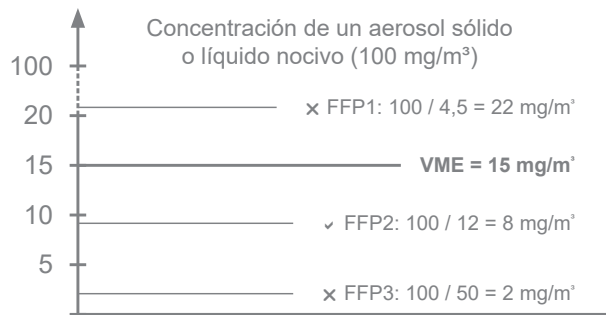 Concentración de un aerosol sólido
o líquido nocivo (100 mg/m³)
100
20
15
10
5
× FFP1: 100 / 4,5 = 22 mg/m³
VME = 15 mg/m³
✓ FFP2: 100 / 12 = 8 mg/m³
× FFP3: 100 / 50 = 2 mg/m³